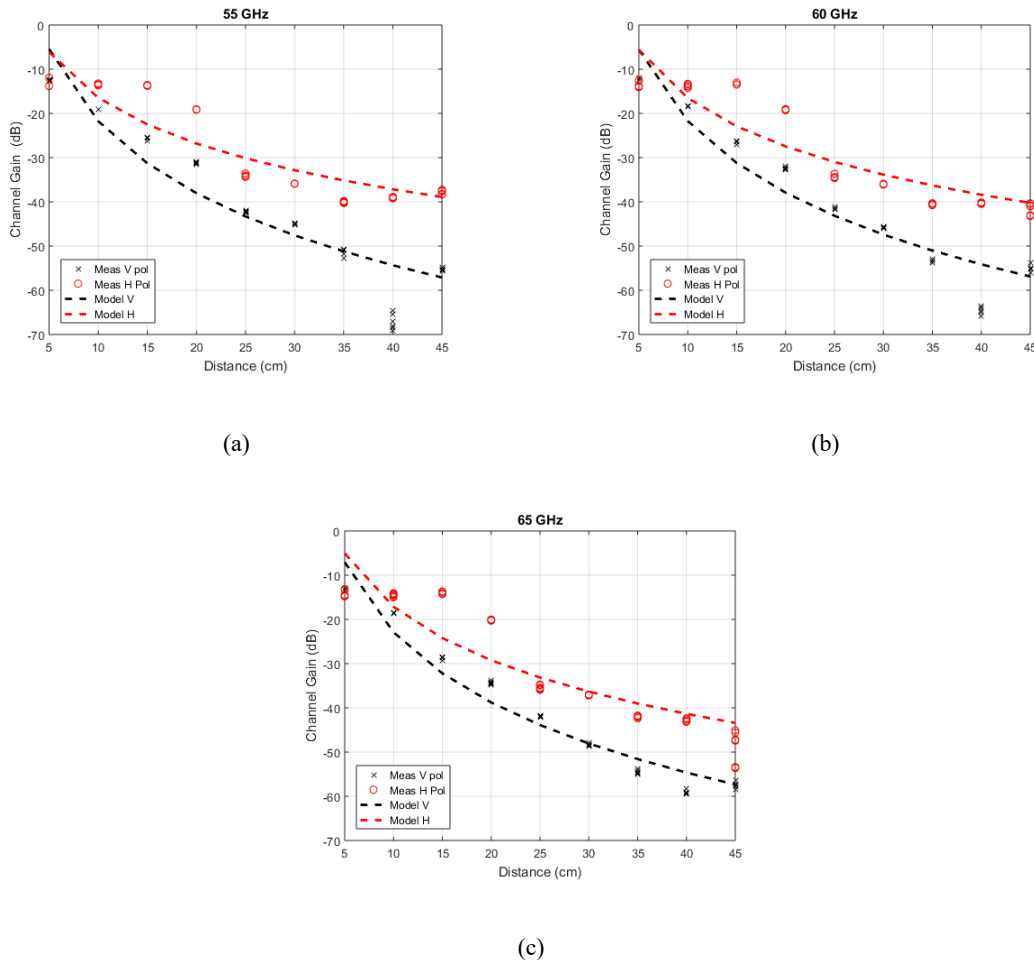 55 GHz
Channel Gain (dB)
0
-10
-20
-30
-40
-50
-60
-70
Meas V pol
Meas H Pol
Model V
Model H
5 10 15 20 25 30 35 40 45
Distance (cm)
(a)
60 GHz
Channel Gain (dB)
0
-10
-20
-30
-40
-50
-60
-70
Meas V pol
Meas H Pol
Model V
Model H
5 10 15 20 25 30 35 40 45
Distance (cm)
(b)
65 GHz
Channel Gain (dB)
0
-10
-20
-30
-40
-50
-60
-70
Meas V pol
Meas H Pol
Model V
Model H
5 10 15 20 25 30 35 40 45
Distance (cm)
(c)